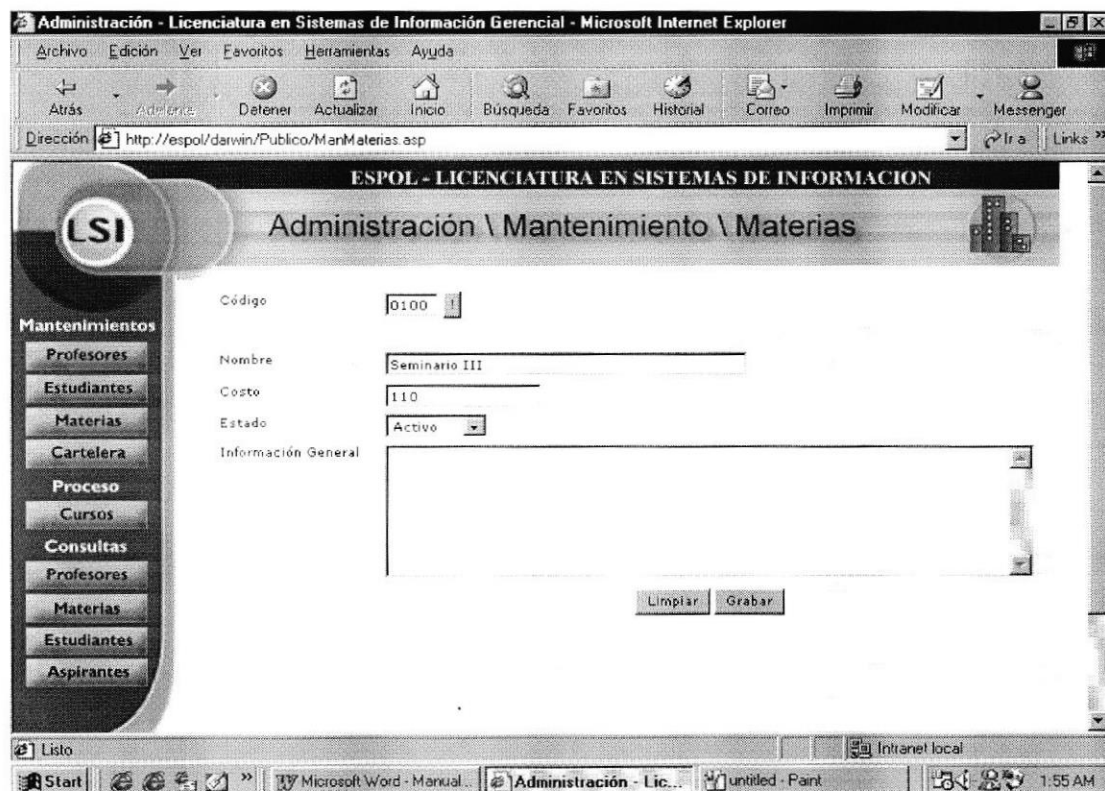 Administración - Licenciatura en Sistemas de Información Gerencial - Microsoft Internet Explorer
Archivo Edición Ver Favoritos Herramientas Ayuda
Atrás Adelante Detener Actualizar Inicio Búsqueda Favoritos Historial Correo Imprimir Modificar Messenger
Dirección http://espol/darwin/Publico/ManMaterias.asp Ir a Links »
ESPOL - LICENCIATURA EN SISTEMAS DE INFORMACION
LSI
Administración \ Mantenimiento \ Materias
Código 0100 !
Mantenimientos
Profesores
Estudiantes
Materias
Cartelera
Proceso
Cursos
Consultas
Profesores
Materias
Estudiantes
Aspirantes
Nombre Seminario III
Costo 110
Estado Activo
Información General
Limpiar Grabar
Listo Intranet local
Start » Microsoft Word - Manual... Administración - Lic... untitled - Paint 1:55 AM